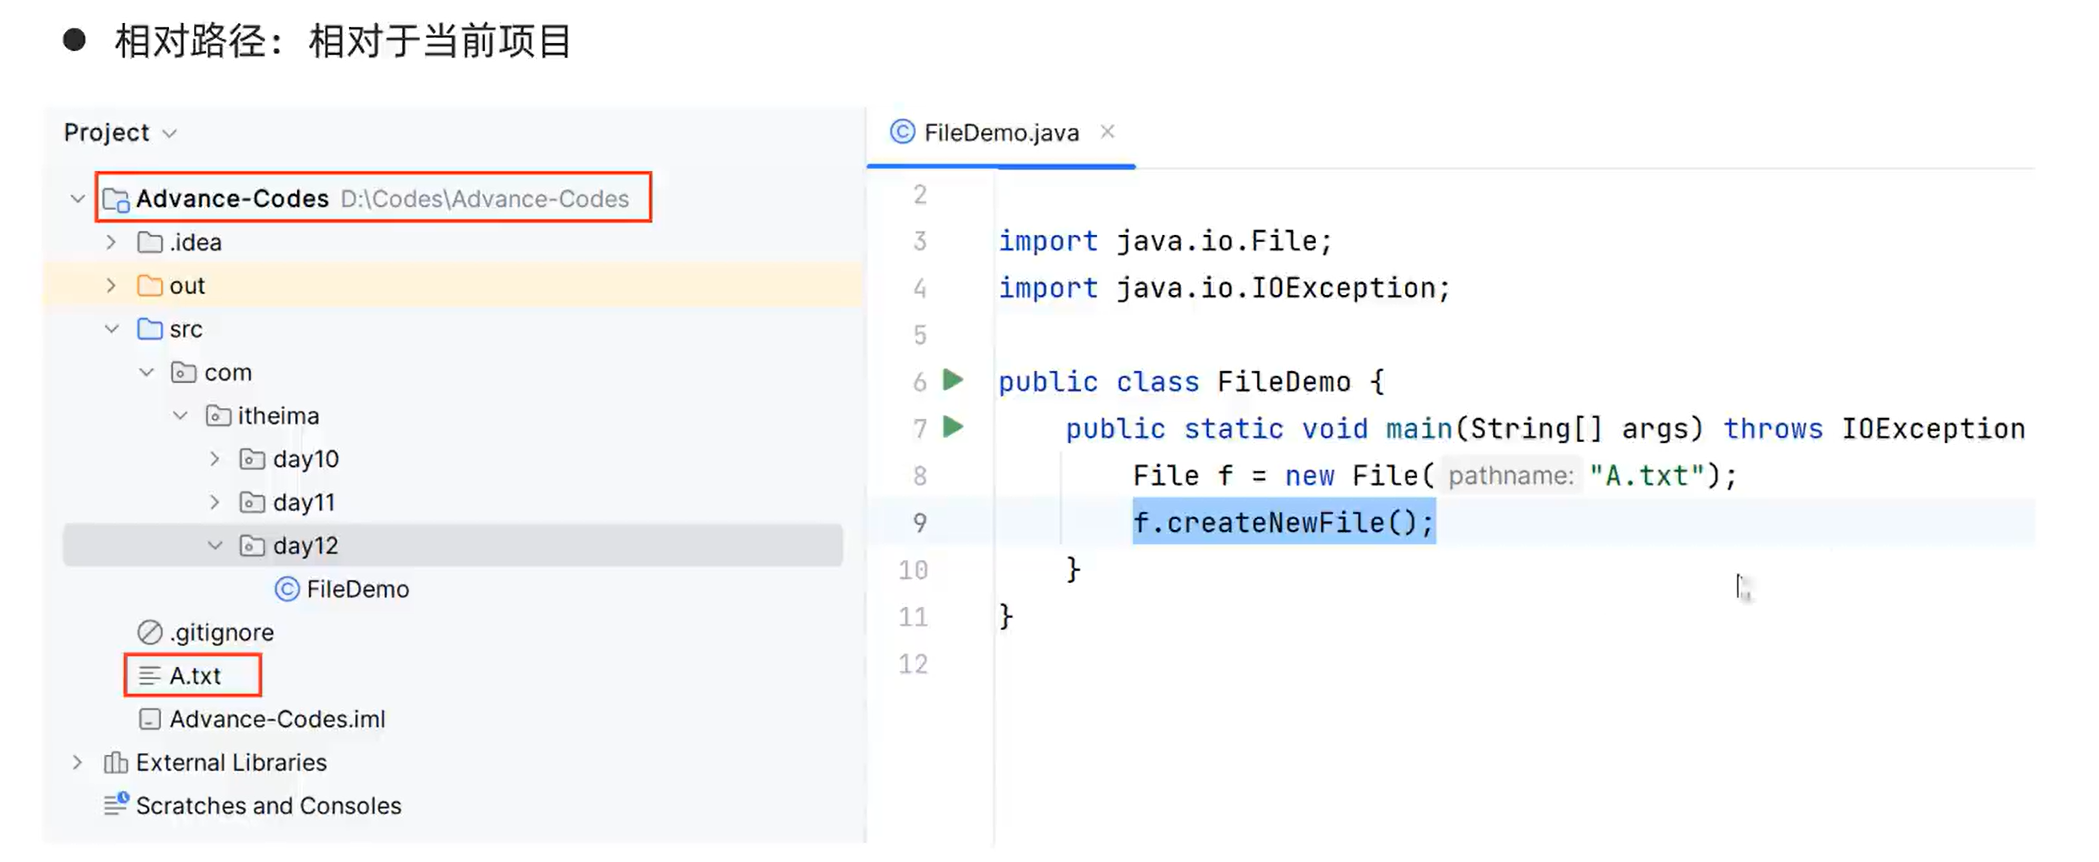 ● 相对路径：相对于当前项目
Project
Advance-Codes D:\Codes\Advance-Codes
.idea
out
src
com
itheima
day10
day11
day12
FileDemo
.gitignore
A.txt
Advance-Codes.iml
External Libraries
Scratches and Consoles
FileDemo.java ×
2
3 import java.io.File;
4 import java.io.IOException;
5
6 public class FileDemo {
7 public static void main(String[] args) throws IOException
8 File f = new File( pathname: "A.txt");
9 f.createNewFile();
10 }
11 }
12